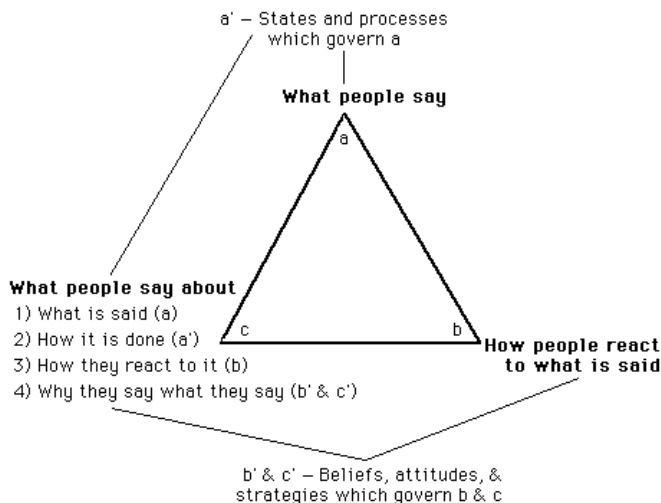 a' – States and processes
which govern a
What people say
a
What people say about
1) What is said (a)
2) How it is done (a')
3) How they react to it (b)
4) Why they say what they say (b' & c')
c
b
How people react
to what is said
b' & c' – Beliefs, attitudes, &
strategies which govern b & c